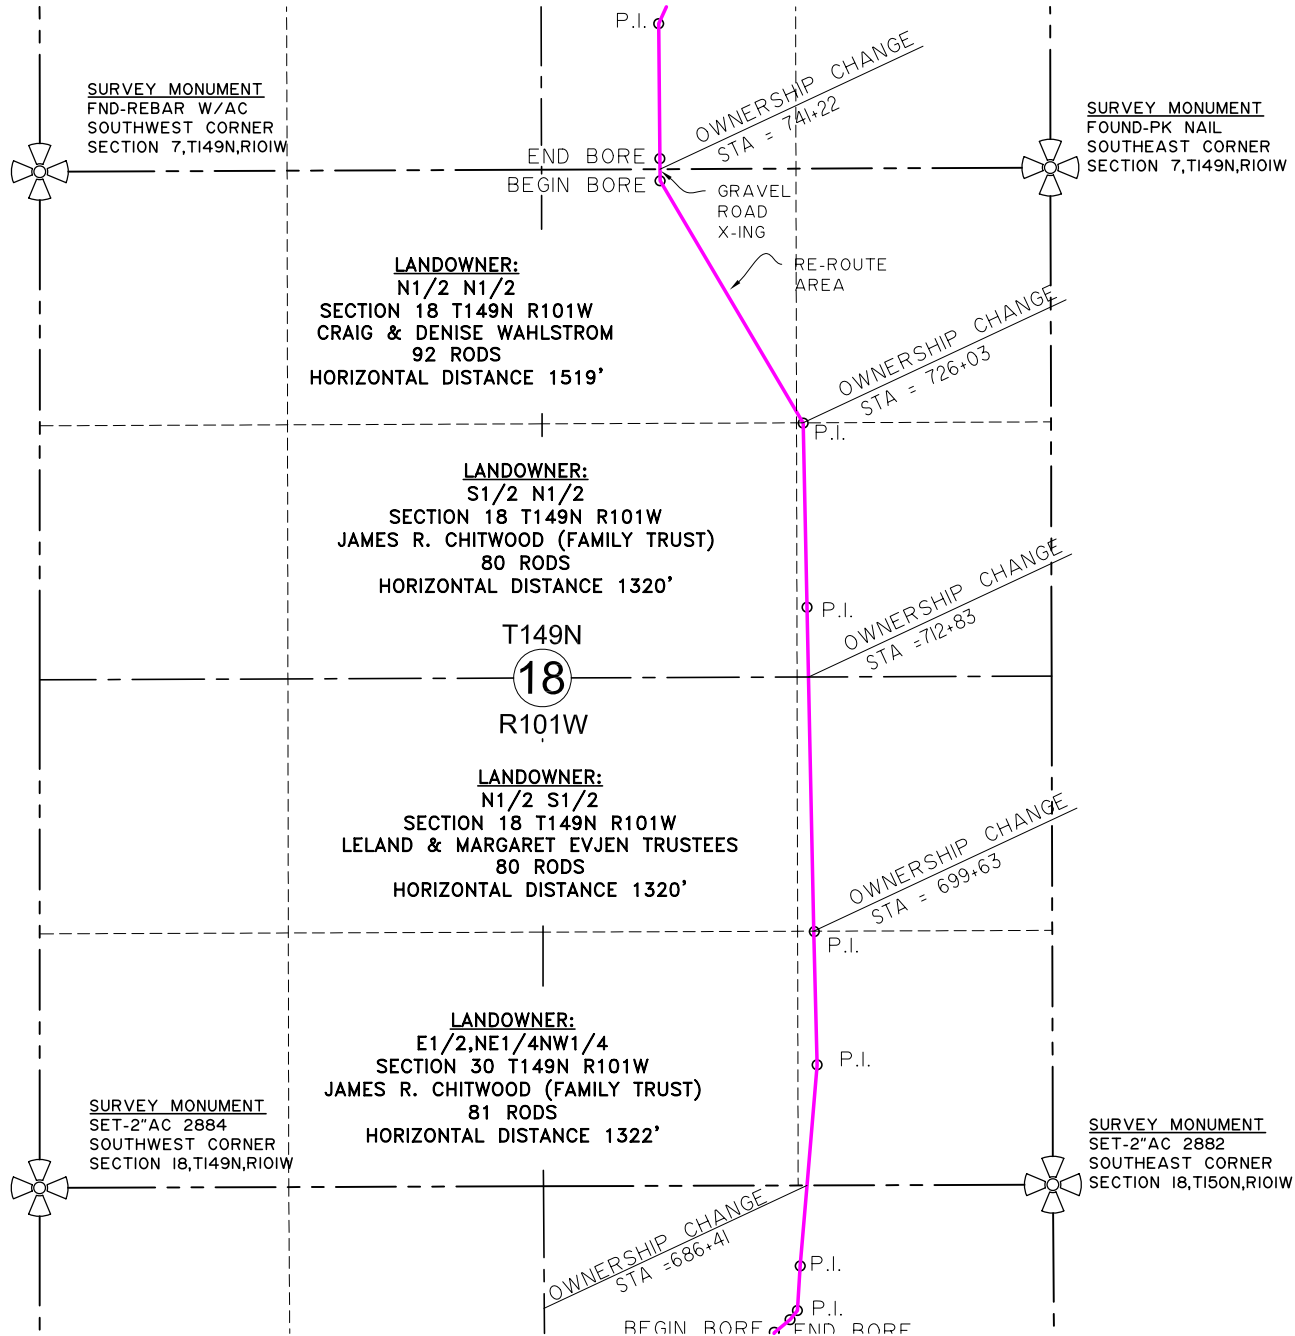 P.I.
OWNERSHIP CHANGE
STA = 741+22
SURVEY MONUMENT
FND-REBAR W/AC
SOUTHWEST CORNER
SECTION 7,T149N,R101W
SURVEY MONUMENT
FOUND-PK NAIL
SOUTHEAST CORNER
SECTION 7,T149N,R101W
END BORE
BEGIN BORE
GRAVEL
ROAD
X-ING
RE-ROUTE
AREA
LANDOWNER:
N1/2 N1/2
SECTION 18 T149N R101W
CRAIG & DENISE WAHLSTROM
92 RODS
HORIZONTAL DISTANCE 1519'
OWNERSHIP CHANGE
STA = 726+03
P.I.
LANDOWNER:
S1/2 N1/2
SECTION 18 T149N R101W
JAMES R. CHITWOOD (FAMILY TRUST)
80 RODS
HORIZONTAL DISTANCE 1320'
P.I.
OWNERSHIP CHANGE
STA =712+83
T149N
18
R101W
LANDOWNER:
N1/2 S1/2
SECTION 18 T149N R101W
LELAND & MARGARET EVJEN TRUSTEES
80 RODS
HORIZONTAL DISTANCE 1320'
OWNERSHIP CHANGE
STA = 699+63
P.I.
LANDOWNER:
E1/2,NE1/4NW1/4
SECTION 30 T149N R101W
JAMES R. CHITWOOD (FAMILY TRUST)
81 RODS
HORIZONTAL DISTANCE 1322'
P.I.
SURVEY MONUMENT
SET-2"AC 2884
SOUTHWEST CORNER
SECTION 18,T149N,R101W
SURVEY MONUMENT
SET-2"AC 2882
SOUTHEAST CORNER
SECTION 18,T150N,R101W
OWNERSHIP CHANGE
STA =686+41
P.I.
P.I.
BEGIN BORE
END BORE